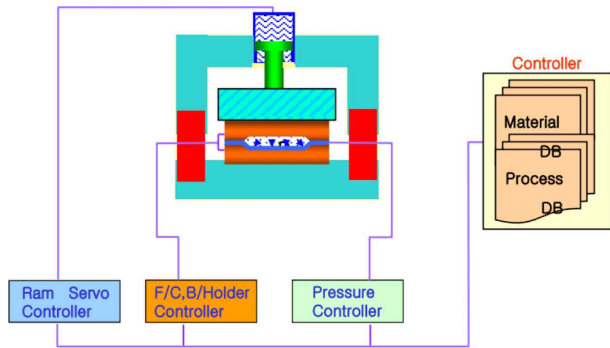 Controller
Material
DB
Process
DB
Ram Servo
Controller
F/C,B/Holder
Controller
Pressure
Controller